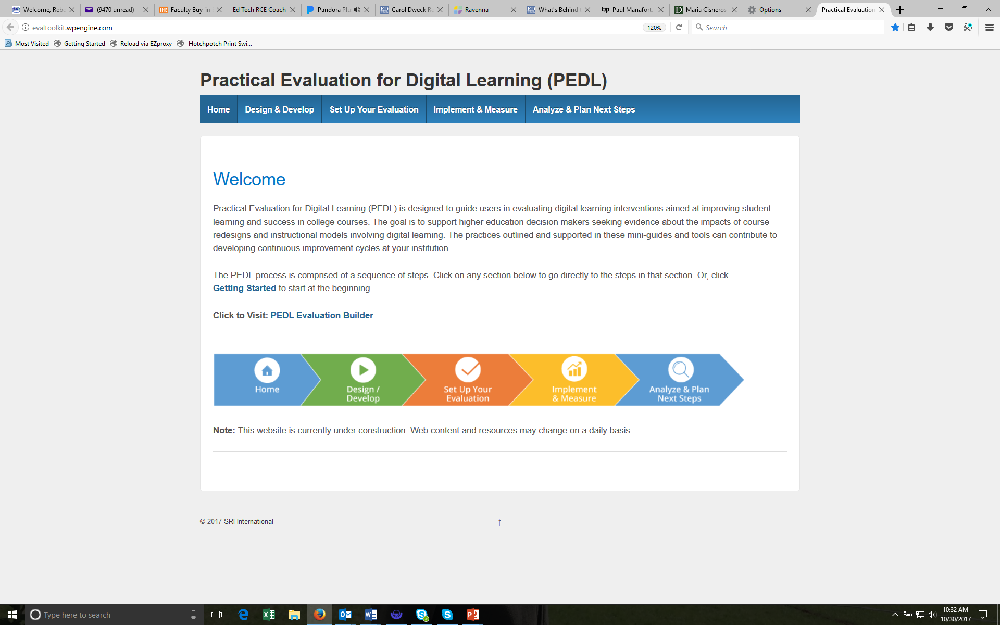 Welcome, Rebe
(9470 unread) -
IHE Faculty Buy-in
Ed Tech RCE Coach
Pandora Plu
ED WEEK Carol Dweck Re
Ravenna
ED WEEK What's Behind
wp Paul Manafort,
D Maria Cisneros
Options
Practical Evaluation
evaltoolkit.wpengine.com
120%
Search
Most Visited
Getting Started
Reload via EZproxy
Hotchpotch Print Swi...
Practical Evaluation for Digital Learning (PEDL)
Home
Design & Develop
Set Up Your Evaluation
Implement & Measure
Analyze & Plan Next Steps
Welcome
Practical Evaluation for Digital Learning (PEDL) is designed to guide users in evaluating digital learning interventions aimed at improving student
learning and success in college courses. The goal is to support higher education decision makers seeking evidence about the impacts of course
redesigns and instructional models involving digital learning. The practices outlined and supported in these mini-guides and tools can contribute to
developing continuous improvement cycles at your institution.
The PEDL process is comprised of a sequence of steps. Click on any section below to go directly to the steps in that section. Or, click
Getting Started to start at the beginning.
Click to Visit: PEDL Evaluation Builder
Home
Design /
Develop
Set Up Your
Evaluation
Implement
& Measure
Analyze & Plan
Next Steps
Note: This website is currently under construction. Web content and resources may change on a daily basis.
© 2017 SRI International
↑
Type here to search
10:32 AM
10/30/2017